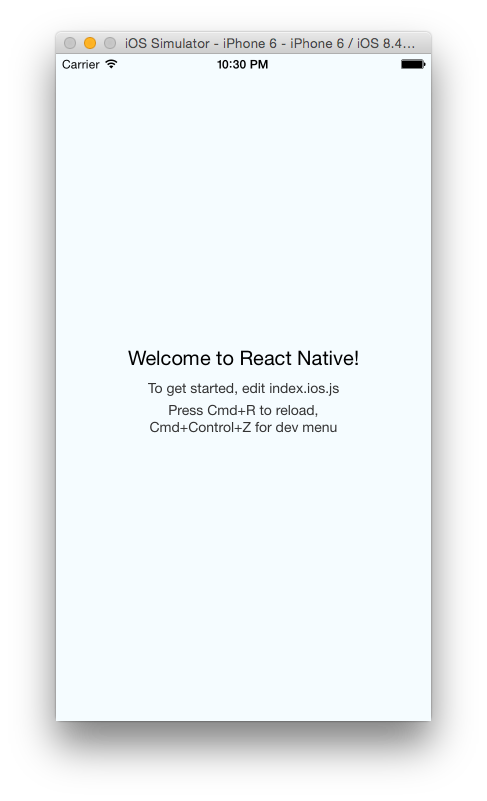 iOS Simulator - iPhone 6 - iPhone 6 / iOS 8.4...
Carrier 10:30 PM
Welcome to React Native!
To get started, edit index.ios.js
Press Cmd+R to reload,
Cmd+Control+Z for dev menu